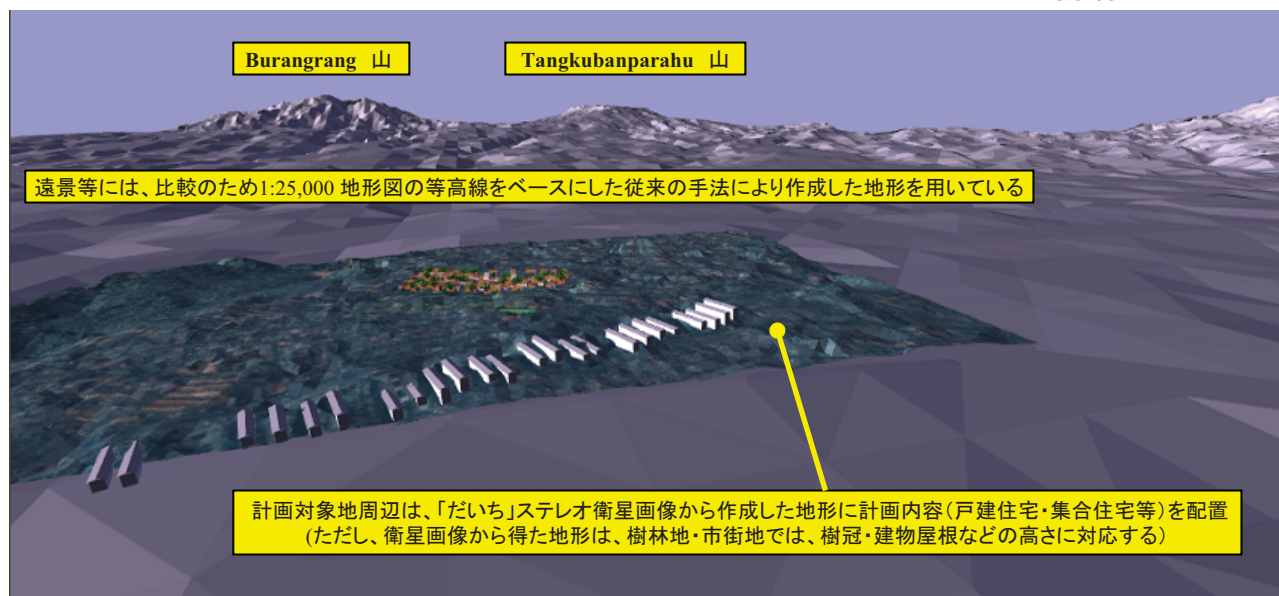 Burangrang 山
Tangkubanparahu 山
遠景等には、比較のため1:25,000 地形図の等高線をベースにした従来の手法により作成した地形を用いている
計画対象地周辺は、「だいち」ステレオ衛星画像から作成した地形に計画内容(戸建住宅・集合住宅等)を配置
(ただし、衛星画像から得た地形は、樹林地・市街地では、樹冠・建物屋根などの高さに対応する)